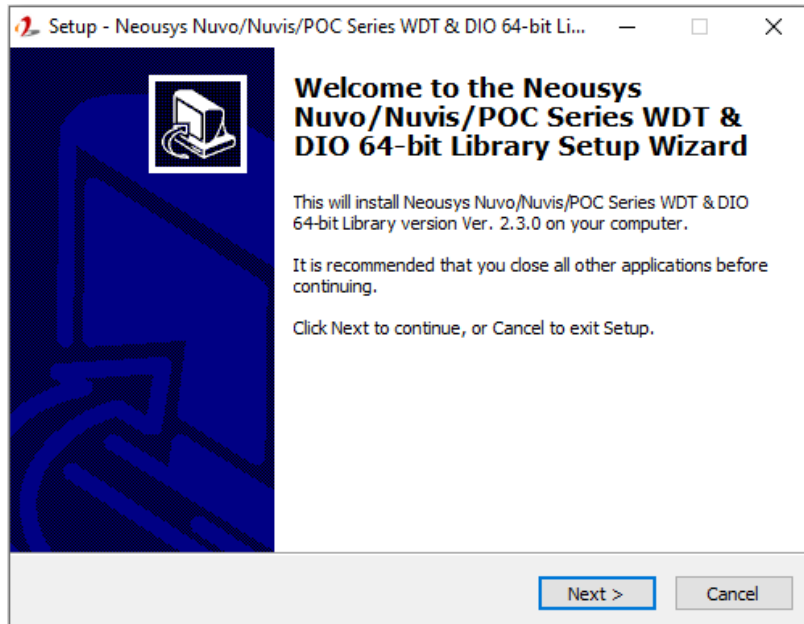 Setup - Neousys Nuvo/Nuvis/POC Series WDT & DIO 64-bit Li...
Welcome to the Neousys
Nuvo/Nuvis/POC Series WDT &
DIO 64-bit Library Setup Wizard
This will install Neousys Nuvo/Nuvis/POC Series WDT & DIO
64-bit Library version Ver. 2.3.0 on your computer.
It is recommended that you close all other applications before
continuing.
Click Next to continue, or Cancel to exit Setup.
Next >
Cancel